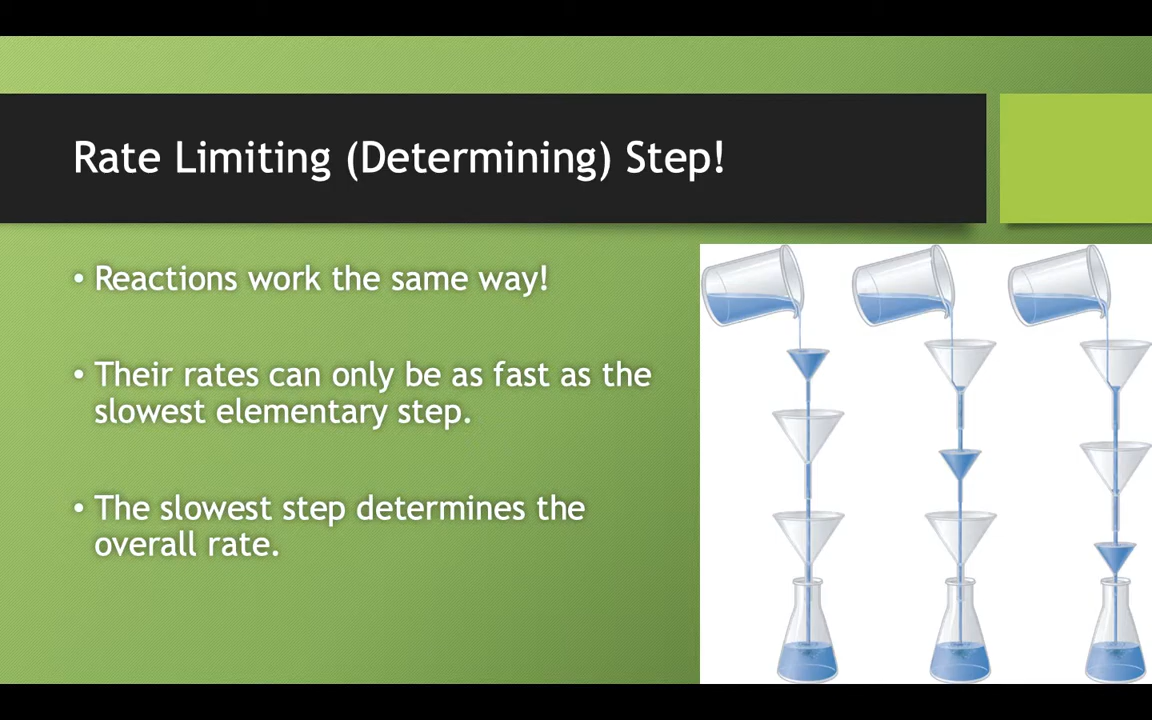 Rate Limiting (Determining) Step!
• Reactions work the same way!
• Their rates can only be as fast as the
slowest elementary step.
• The slowest step determines the
overall rate.